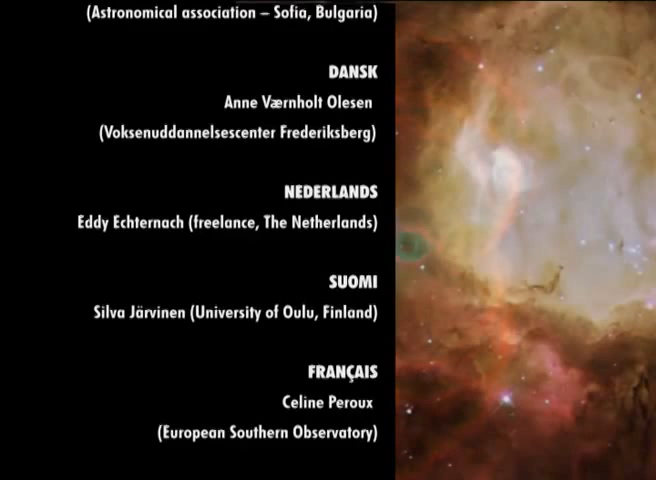 (Astronomical association – Sofia, Bulgaria)
DANSK
Anne Værnholt Olesen
(Voksenuddannelsescenter Frederiksberg)
NEDERLANDS
Eddy Echternach (freelance, The Netherlands)
SUOMI
Silva Järvinen (University of Oulu, Finland)
FRANÇAIS
Celine Peroux
(European Southern Observatory)